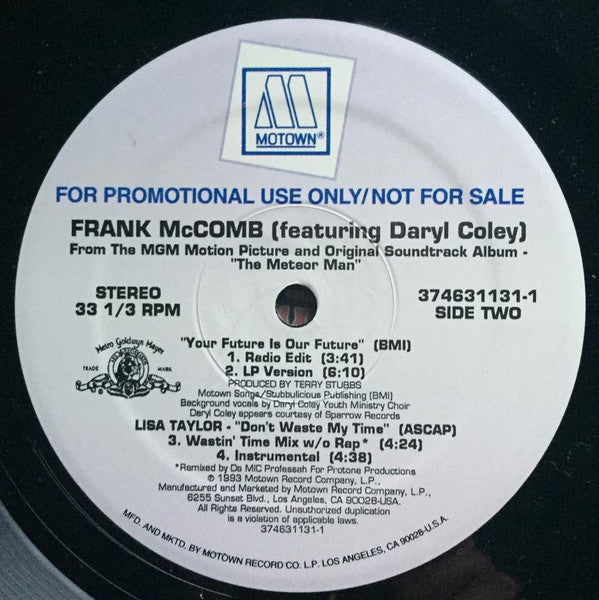 MOTOWN®
FOR PROMOTIONAL USE ONLY/NOT FOR SALE
FRANK McCOMB (featuring Daryl Coley)
From The MGM Motion Picture and Original Soundtrack Album -
"The Meteor Man"
STEREO
33 1/3 RPM
374631131-1
SIDE TWO
Metro Goldwyn Mayer
TRADE MARK
"Your Future Is Our Future" (BMI)
1. Radio Edit (3:41)
2. LP Version (6:10)
PRODUCED BY TERRY STUBBS
Motown Songs/Stubbulicious Publishing (BMI)
Background vocals by Daryl Coley Youth Ministry Choir
Daryl Coley appears courtesy of Sparrow Records
LISA TAYLOR - "Don't Waste My Time" (ASCAP)
3. Wastin' Time Mix w/o Rap* (4:24)
4. Instrumental (4:38)
*Remixed by Da MIC Professah For Protone Productions
℗ 1993 Motown Record Company, L.P.,
Manufactured and Marketed by Motown Record Company, L.P.,
6255 Sunset Blvd., Los Angeles, CA 90028-U.S.A.
All Rights Reserved. Unauthorized duplication
is a violation of applicable laws.
374631131-1
MFD. AND MKTD. BY MOTOWN RECORD CO. L.P. LOS ANGELES, CA 90028-U.S.A.